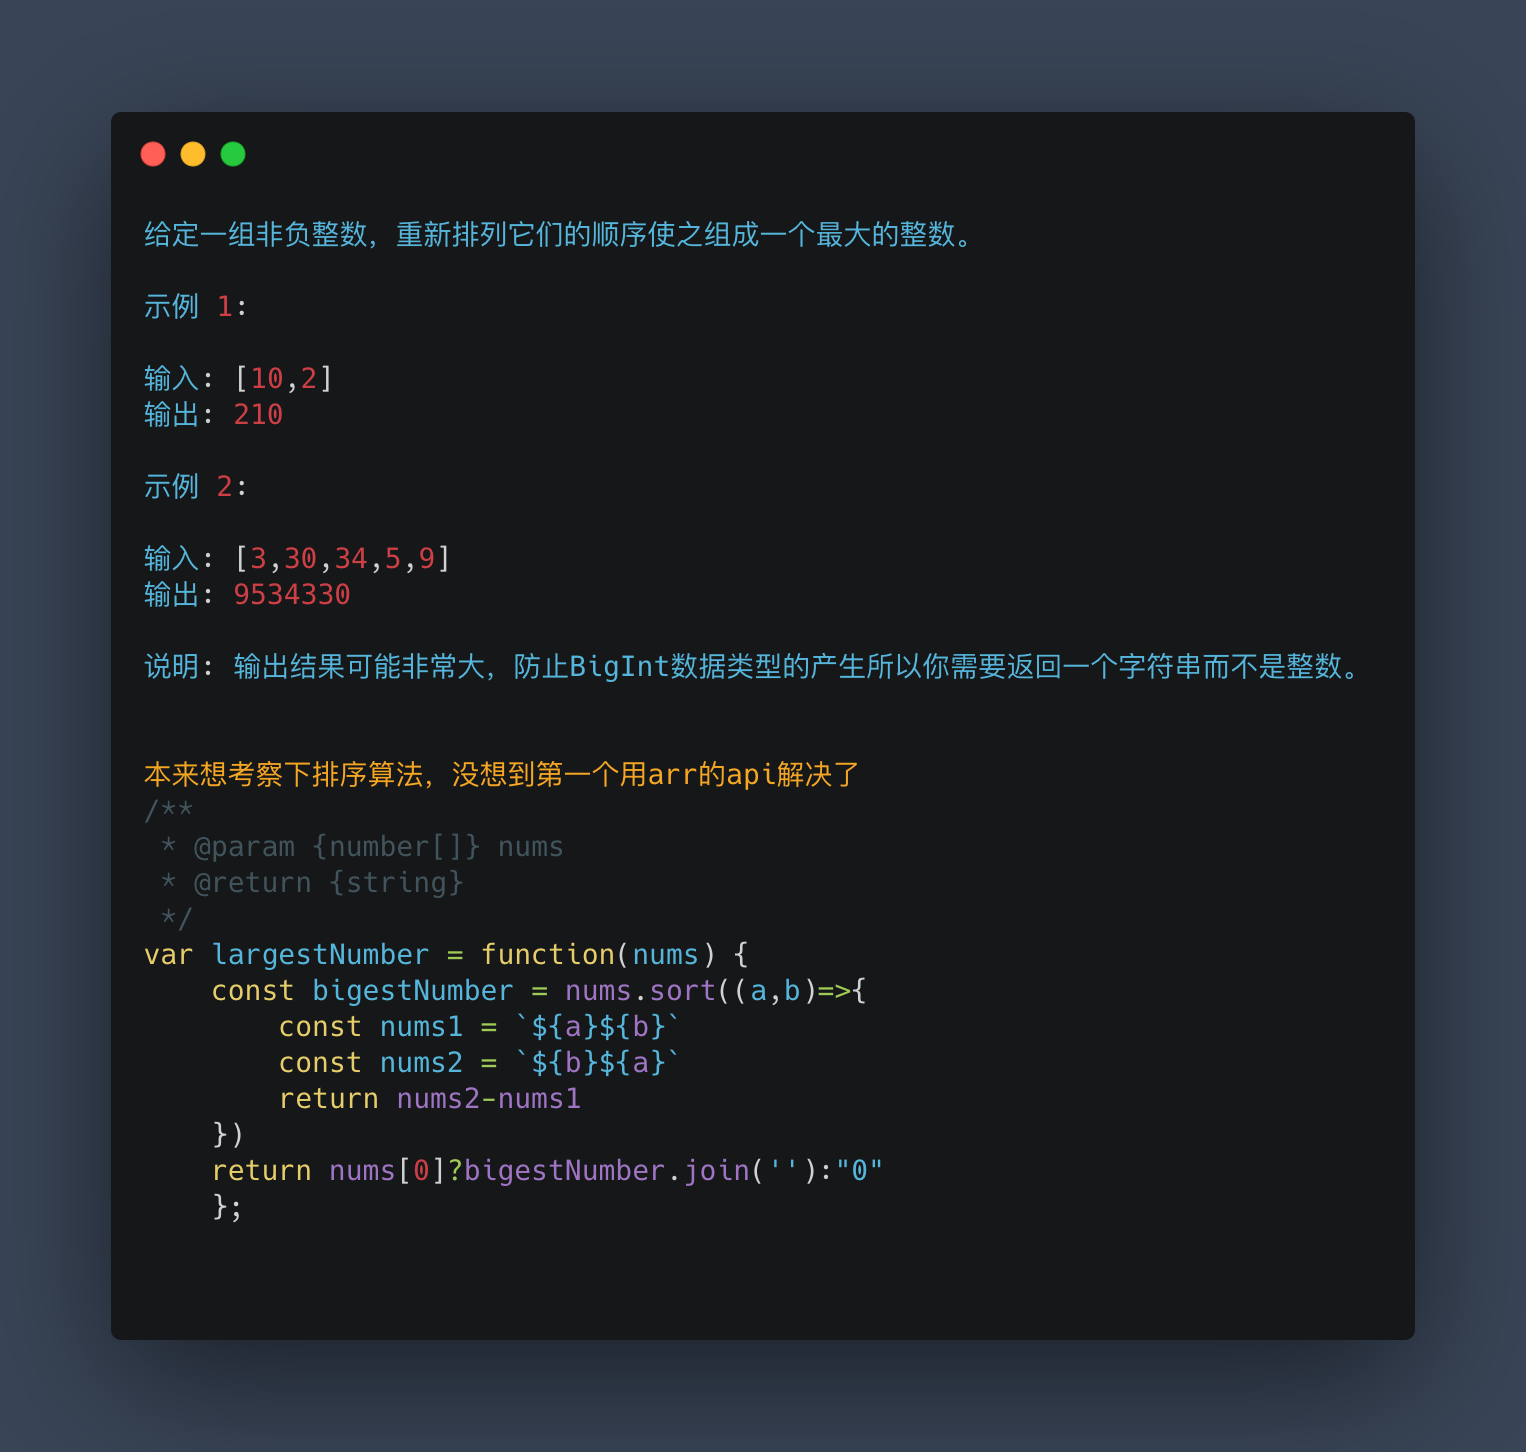 给定一组非负整数，重新排列它们的顺序使之组成一个最大的整数。
示例 1:
输入: [10,2]
输出: 210
示例 2:
输入: [3,30,34,5,9]
输出: 9534330
说明: 输出结果可能非常大，防止BigInt数据类型的产生所以你需要返回一个字符串而不是整数。
本来想考察下排序算法，没想到第一个用arr的api解决了
/**
 * @param {number[]} nums
 * @return {string}
 */
var largestNumber = function(nums) {
    const bigestNumber = nums.sort((a,b)=>{
        const nums1 = `${a}${b}`
        const nums2 = `${b}${a}`
        return nums2-nums1
    })
    return nums[0]?bigestNumber.join(''):"0"
    };